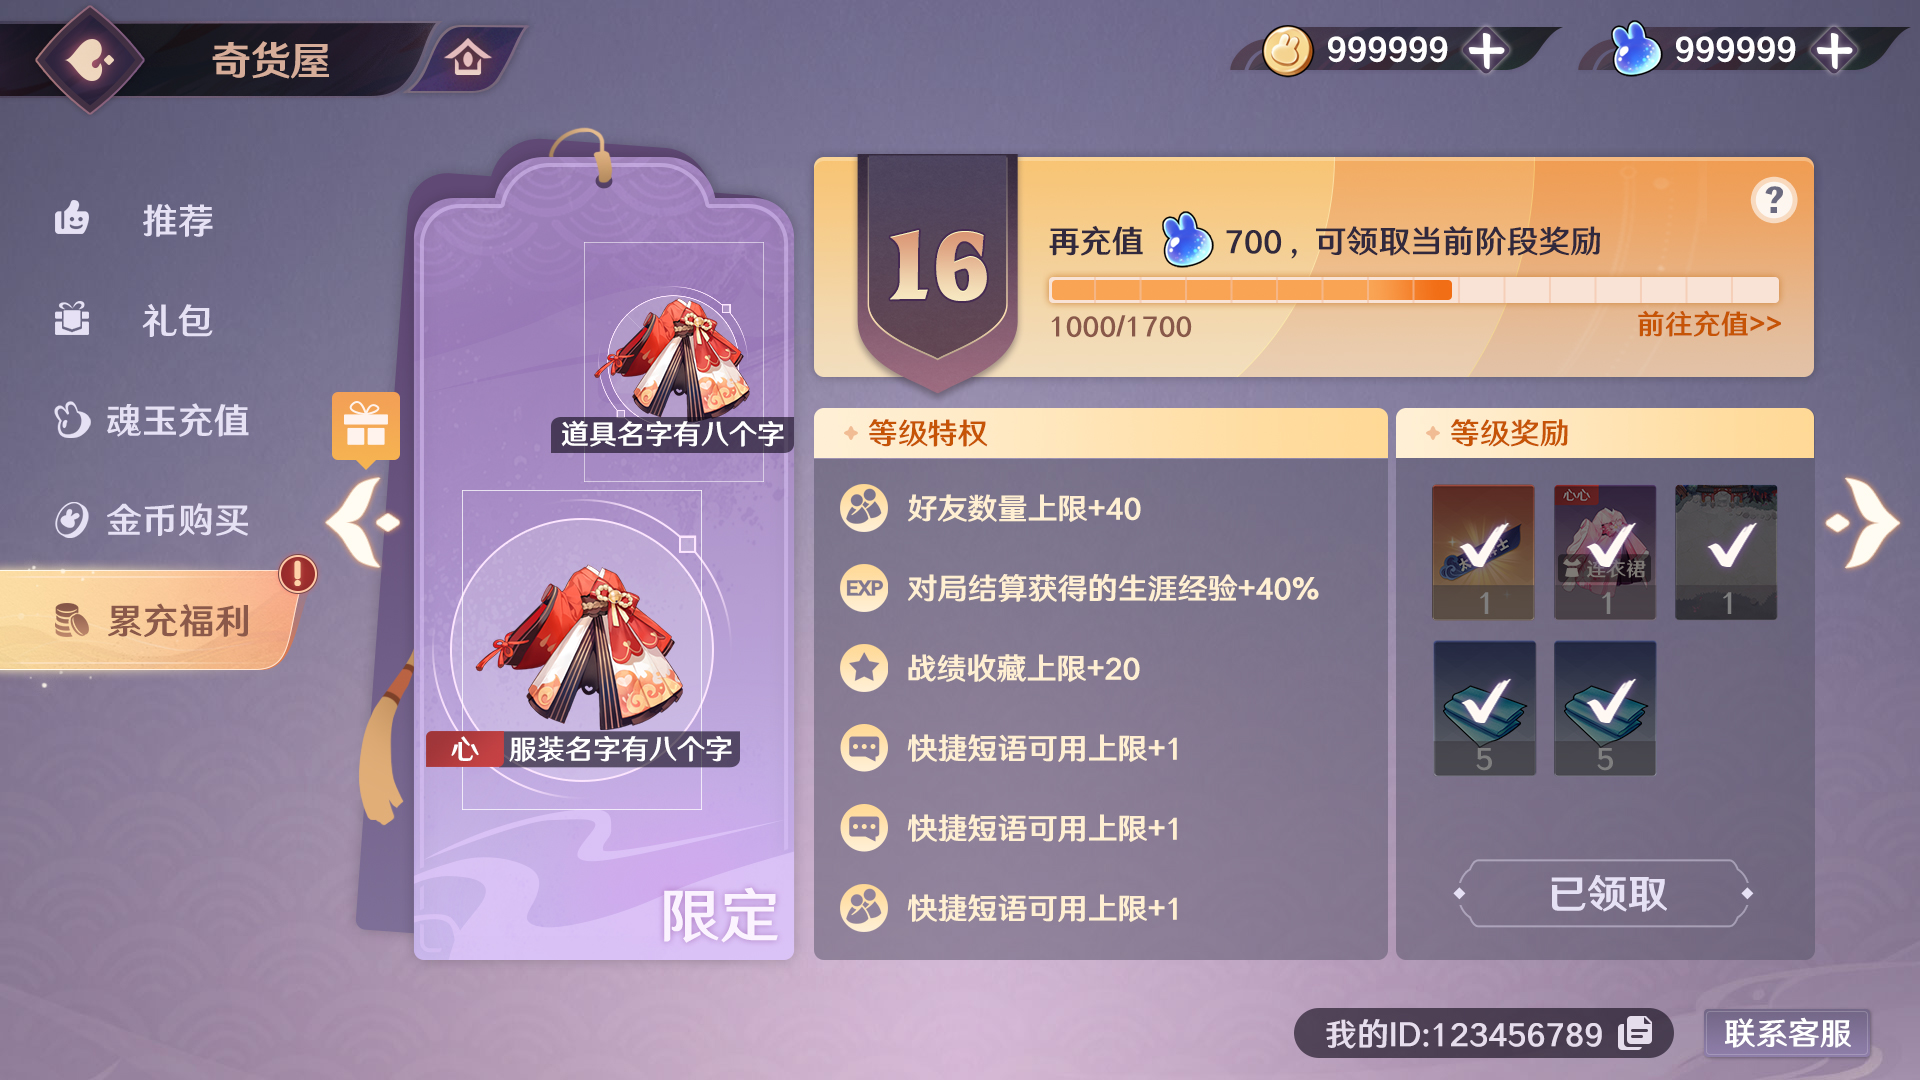 奇货屋
999999
999999
推荐
礼包
魂玉充值
金币购买
累充福利
道具名字有八个字
心 服装名字有八个字
限定
16
再充值 700，可领取当前阶段奖励
1000/1700
前往充值>>
?
等级特权
好友数量上限+40
EXP 对局结算获得的生涯经验+40%
战绩收藏上限+20
快捷短语可用上限+1
快捷短语可用上限+1
快捷短语可用上限+1
等级奖励
心心
连衣裙
1
1
1
5
5
已领取
我的ID:123456789
联系客服